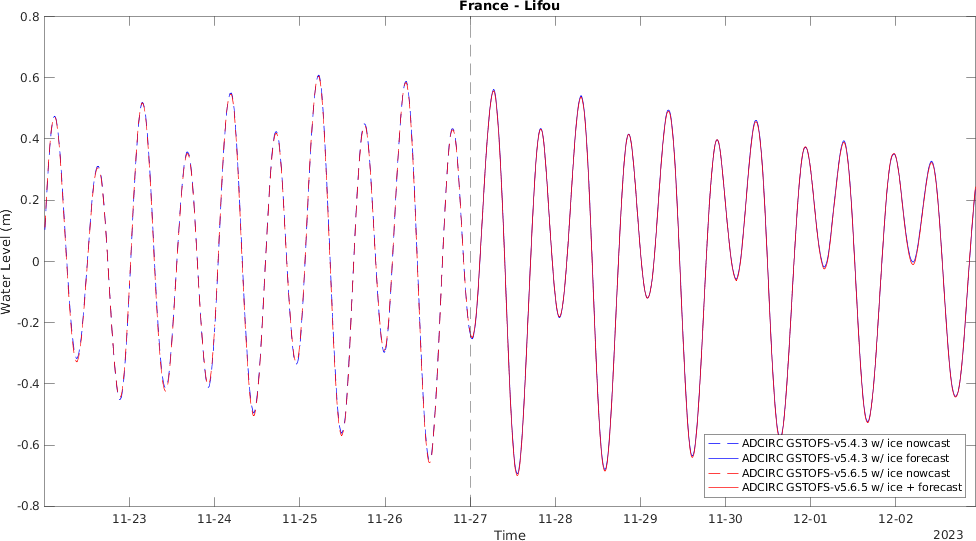 France - Lifou
0.8
0.6
0.4
0.2
0
-0.2
-0.4
-0.6
-0.8
Water Level (m)
11-23
11-24
11-25
11-26
11-27
11-28
11-29
11-30
12-01
12-02
Time
2023
ADCIRC GSTOFS-v5.4.3 w/ ice nowcast
ADCIRC GSTOFS-v5.4.3 w/ ice forecast
ADCIRC GSTOFS-v5.6.5 w/ ice nowcast
ADCIRC GSTOFS-v5.6.5 w/ ice + forecast